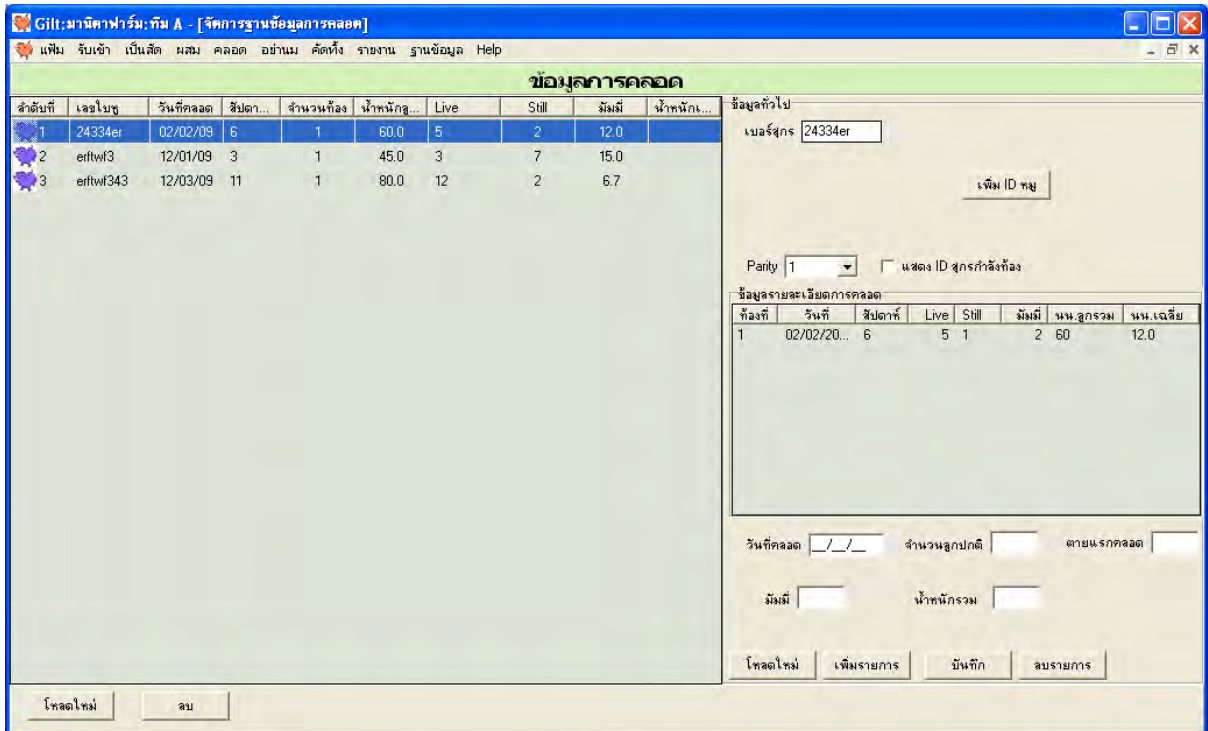 Gilt:มานิตาฟาร์ม:ทีม A - [จัดการฐานข้อมูลการคลอด]
แฟ้ม รับเข้า เป็นสัด ผสม คลอด อย่านม คัดทิ้ง รายงาน ฐานข้อมูล Help
ข้อมูลการคลอด
ลำดับที่ เลขใบหู วันที่คลอด สัปดา... จำนวนท้อง น้ำหนักลู... Live Still มัมมี่ น้ำหนักเ...
1 24334er 02/02/09 6 1 60.0 5 2 12.0
2 erftwf3 12/01/09 3 1 45.0 3 7 15.0
3 erftwf343 12/03/09 11 1 80.0 12 2 6.7
ข้อมูลทั่วไป
เบอร์สุกร 24334er
เพิ่ม ID หมู
Parity 1 แสดง ID สุกรกำลังท้อง
ข้อมูลรายละเอียดการคลอด
ท้องที่ วันที่ สัปดาห์ Live Still มัมมี่ นน.ลูกรวม นน.เฉลี่ย
1 02/02/20... 6 5 1 2 60 12.0
วันที่คลอด __/__/__ จำนวนลูกปกติ ตายแรกคลอด
มัมมี่ น้ำหนักรวม
โหลดใหม่ เพิ่มรายการ บันทึก ลบรายการ
โหลดใหม่ ลบ